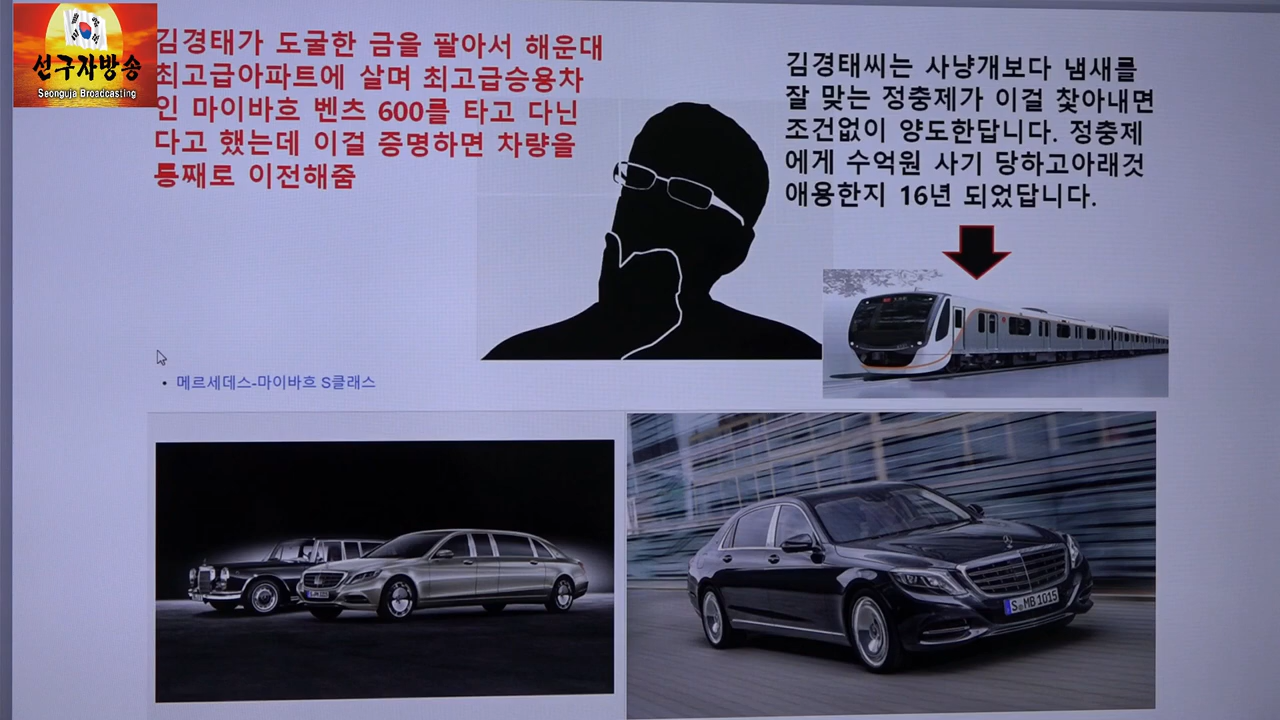 선구자방송
Seonguja Broadcasting
김경태가 도굴한 금을 팔아서 해운대
최고급아파트에 살며 최고급승용차
인 마이바흐 벤츠 600를 타고 다닌
다고 했는데 이걸 증명하면 차량을
통째로 이전해줌
김경태씨는 사냥개보다 냄새를
잘 맞는 정충제가 이걸 찾아내면
조건없이 양도한답니다. 정충제
에게 수억원 사기 당하고아래것
애용한지 16년 되었답니다.
메르세데스-마이바흐 S클래스
S MB 1015